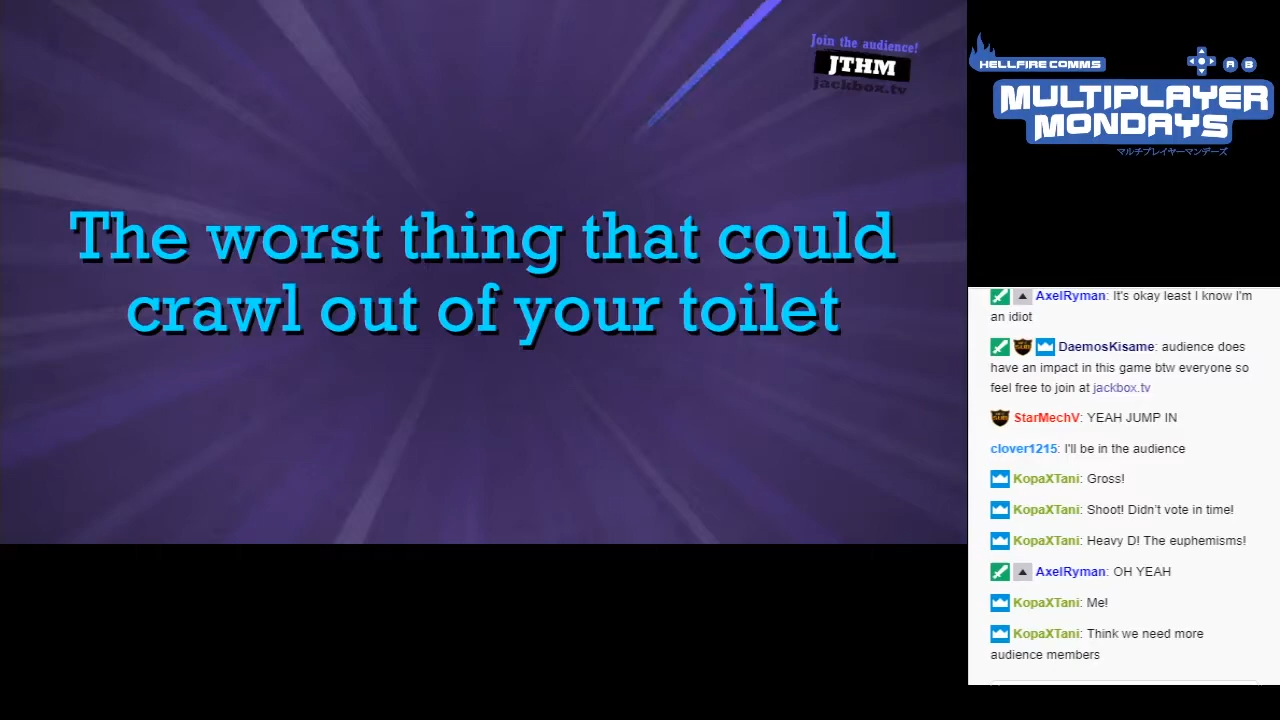 Join the audience!
JTHM
jackbox.tv
The worst thing that could
crawl out of your toilet
HELLFIRE COMMS
A B
MULTIPLAYER
MONDAYS
マルチプレイヤーマンデーズ
AxelRyman: It's okay least I know I'm
an idiot
DaemosKisame: audience does
have an impact in this game btw everyone so
feel free to join at jackbox.tv
StarMechV: YEAH JUMP IN
clover1215: I'll be in the audience
KopaXTani: Gross!
KopaXTani: Shoot! Didn't vote in time!
KopaXTani: Heavy D! The euphemisms!
AxelRyman: OH YEAH
KopaXTani: Me!
KopaXTani: Think we need more
audience members